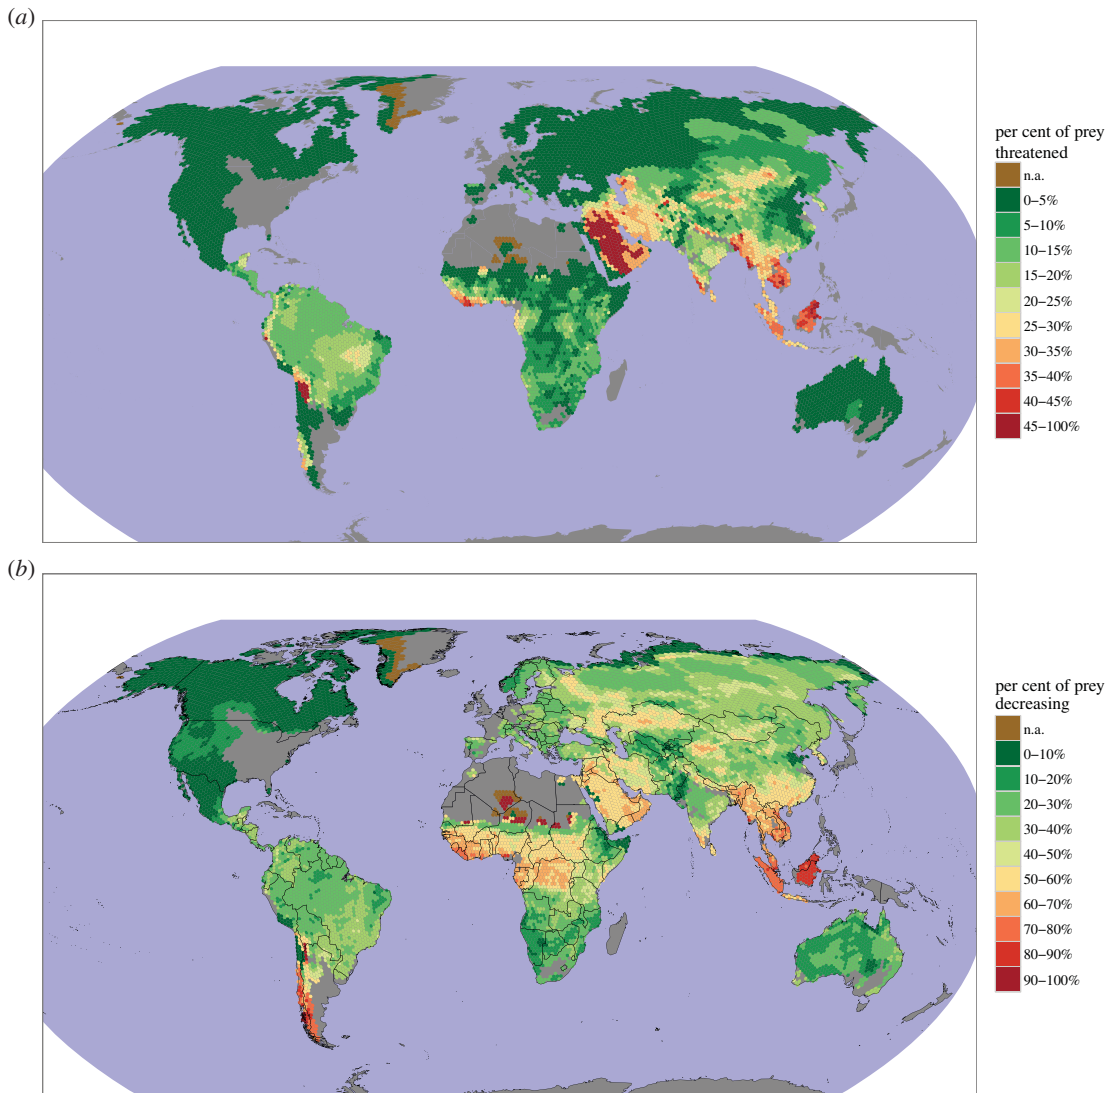 (a)
per cent of prey
threatened
n.a.
0–5%
5–10%
10–15%
15–20%
20–25%
25–30%
30–35%
35–40%
40–45%
45–100%
(b)
per cent of prey
decreasing
n.a.
0–10%
10–20%
20–30%
30–40%
40–50%
50–60%
60–70%
70–80%
80–90%
90–100%